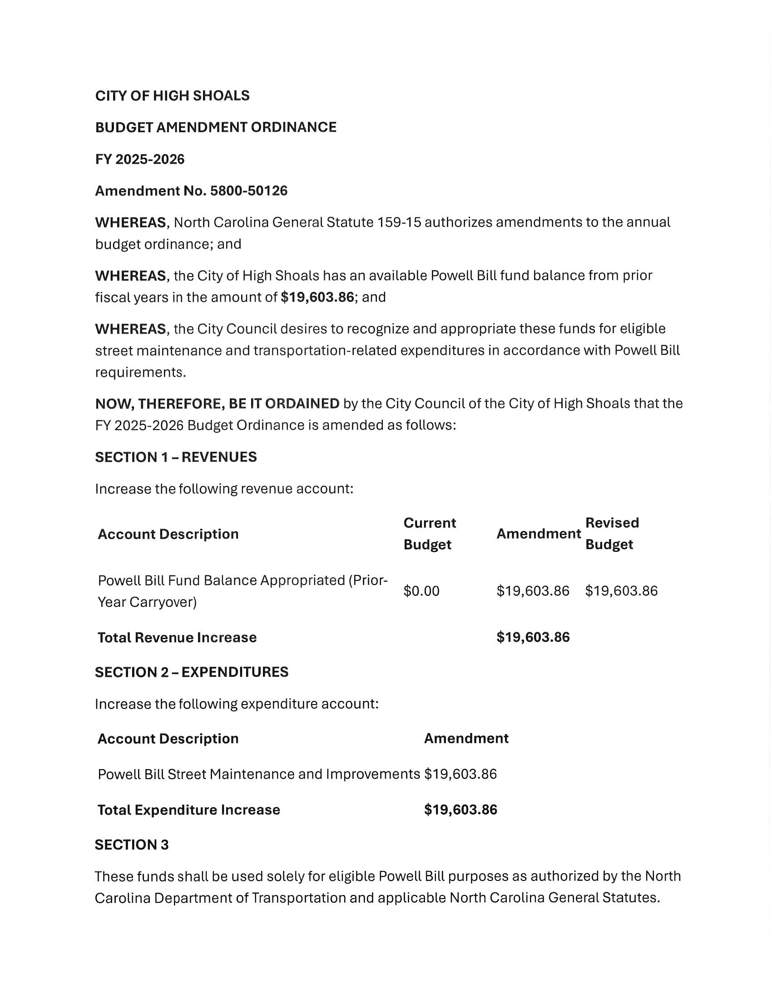 CITY OF HIGH SHOALS
BUDGET AMENDMENT ORDINANCE
FY 2025-2026
Amendment No. 5800-50126
WHEREAS, North Carolina General Statute 159-15 authorizes amendments to the annual
budget ordinance; and
WHEREAS, the City of High Shoals has an available Powell Bill fund balance from prior
fiscal years in the amount of $19,603.86; and
WHEREAS, the City Council desires to recognize and appropriate these funds for eligible
street maintenance and transportation-related expenditures in accordance with Powell Bill
requirements.
NOW, THEREFORE, BE IT ORDAINED by the City Council of the City of High Shoals that the
FY 2025-2026 Budget Ordinance is amended as follows:
SECTION 1 – REVENUES
Increase the following revenue account:
Account Description Current Budget Amendment Revised Budget
Powell Bill Fund Balance Appropriated (Prior-
Year Carryover) $0.00 $19,603.86 $19,603.86
Total Revenue Increase $19,603.86
SECTION 2 – EXPENDITURES
Increase the following expenditure account:
Account Description Amendment
Powell Bill Street Maintenance and Improvements $19,603.86
Total Expenditure Increase $19,603.86
SECTION 3
These funds shall be used solely for eligible Powell Bill purposes as authorized by the North
Carolina Department of Transportation and applicable North Carolina General Statutes.